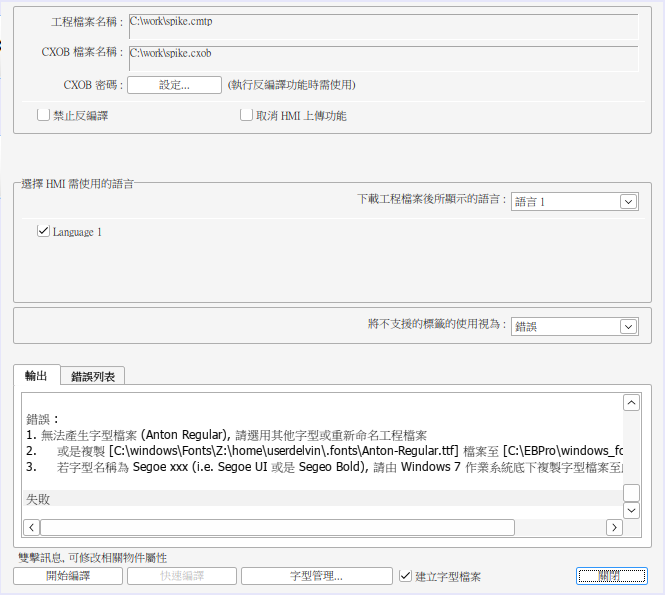 工程檔案名稱 : C:\work\spike.cmtp
CXOB 檔案名稱 : C:\work\spike.cxob
CXOB 密碼 : 設定... (執行反編譯功能時需使用)
禁止反編譯 取消 HMI 上傳功能
選擇 HMI 需使用的語言
下載工程檔案後所顯示的語言 : 語言 1
Language 1
將不支援的標籤的使用視為 : 錯誤
輸出 錯誤列表
錯誤 :
1. 無法產生字型檔案 (Anton Regular), 請選用其他字型或重新命名工程檔案
2. 或是複製 [C:\windows\Fonts\Z:\home\userdelvin\.fonts\Anton-Regular.ttf] 檔案至 [C:\EBPro\windows_fo
3. 若字型名稱為 Segoe xxx (i.e. Segoe UI 或是 Segeo Bold), 請由 Windows 7 作業系統底下複製字型檔案至
失敗
雙擊訊息, 可修改相關物件屬性
開始編譯 快速編譯 字型管理... 建立字型檔案 關閉